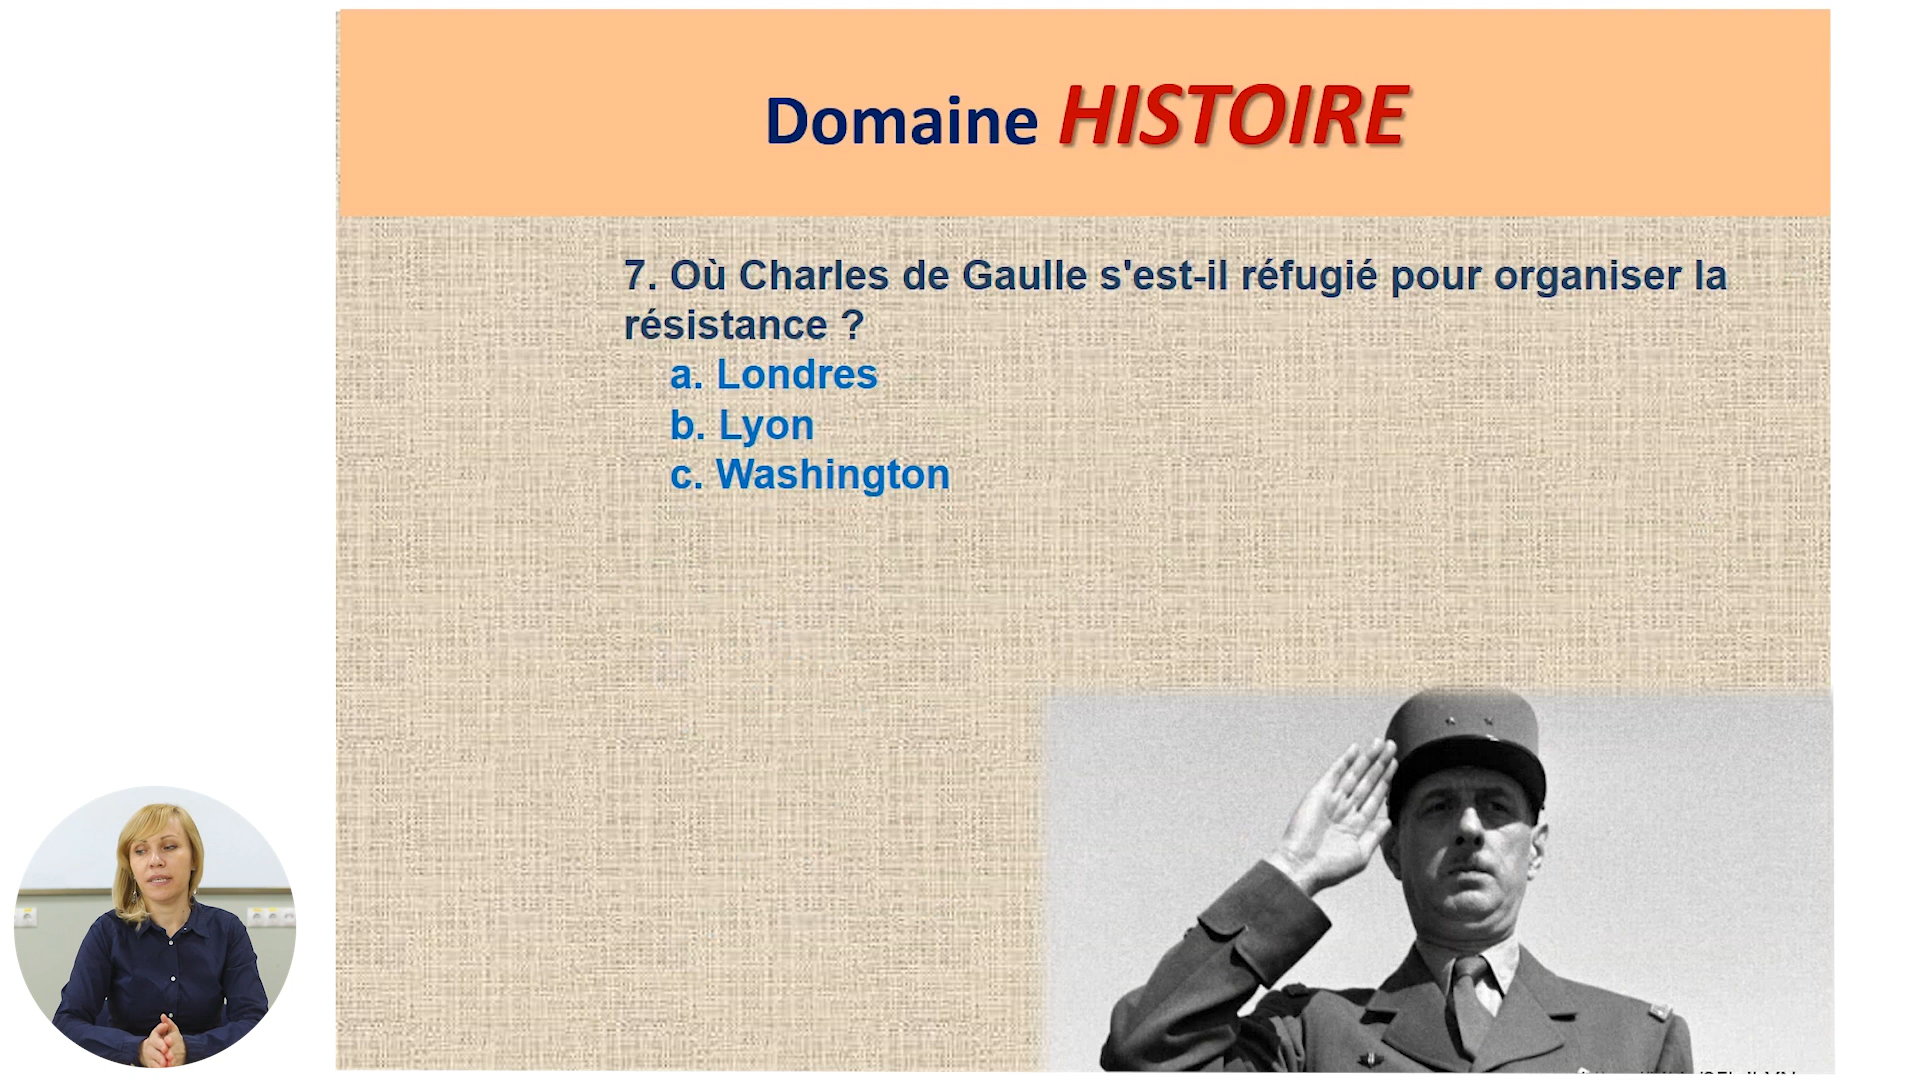 Domaine HISTOIRE
7. Où Charles de Gaulle s'est-il réfugié pour organiser la
résistance ?
a. Londres
b. Lyon
c. Washington